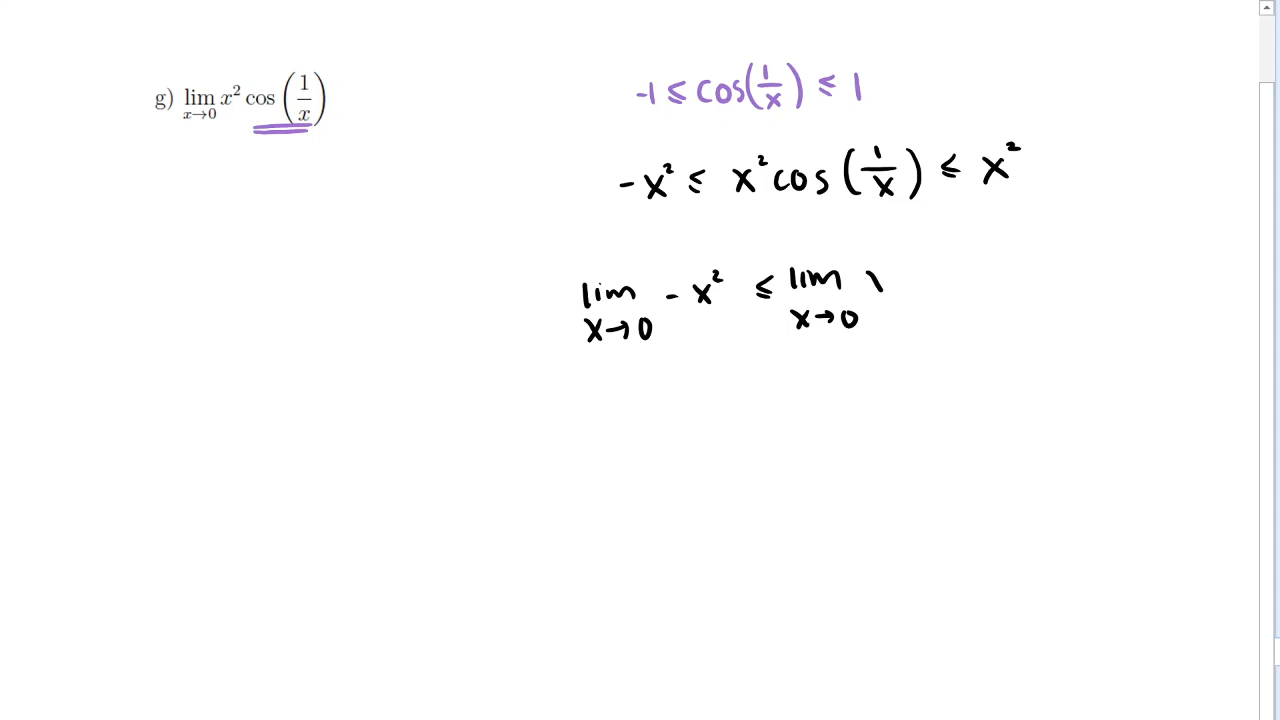 g) lim x→0 x² cos (1/x)
-1 ≤ cos(1/x) ≤ 1
-x² ≤ x² cos (1/x) ≤ x²
lim x→0 -x² ≤ lim x→0